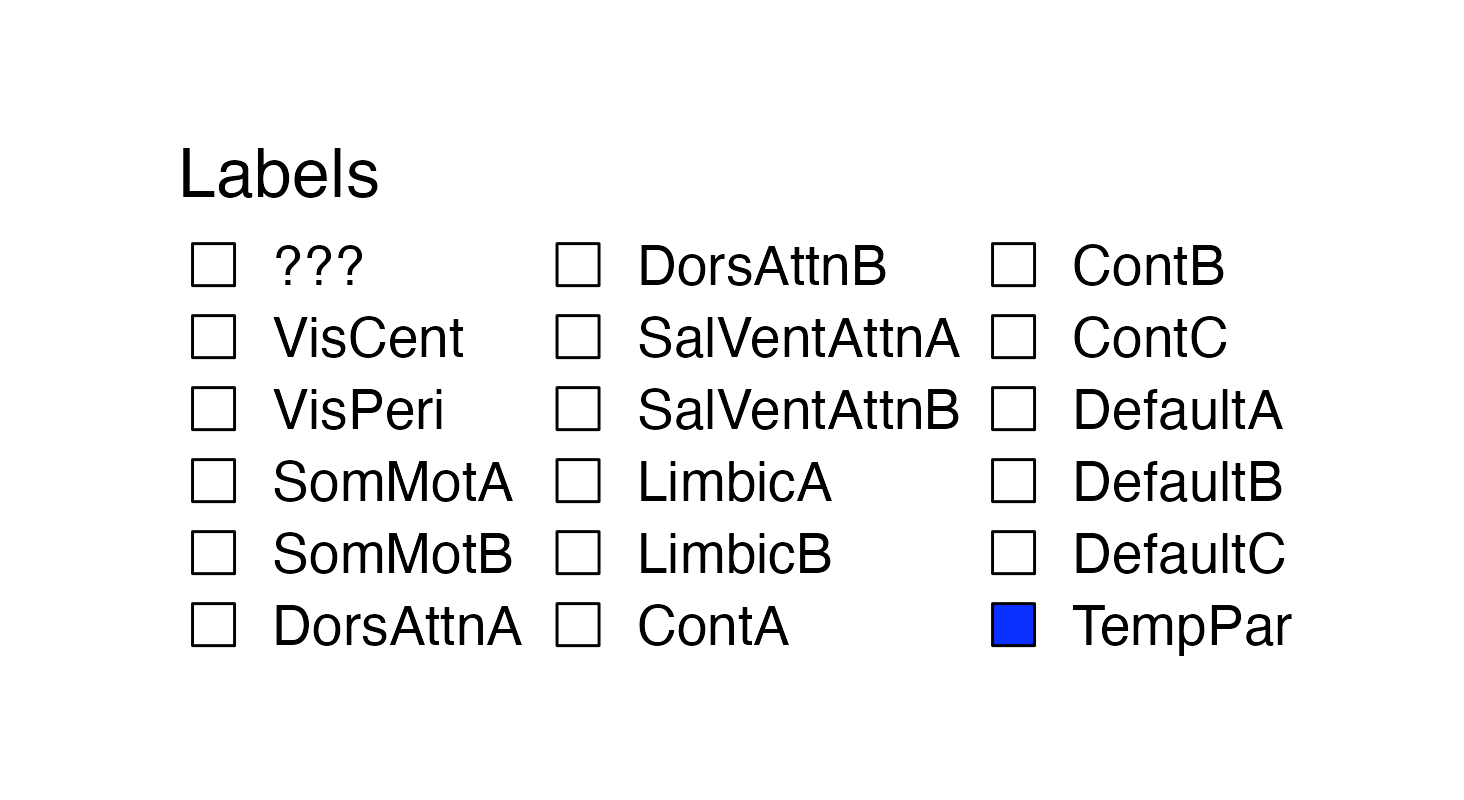 Labels
???
VisCent
VisPeri
SomMotA
SomMotB
DorsAttnA
DorsAttnB
SalVentAttnA
SalVentAttnB
LimbicA
LimbicB
ContA
ContB
ContC
DefaultA
DefaultB
DefaultC
TempPar